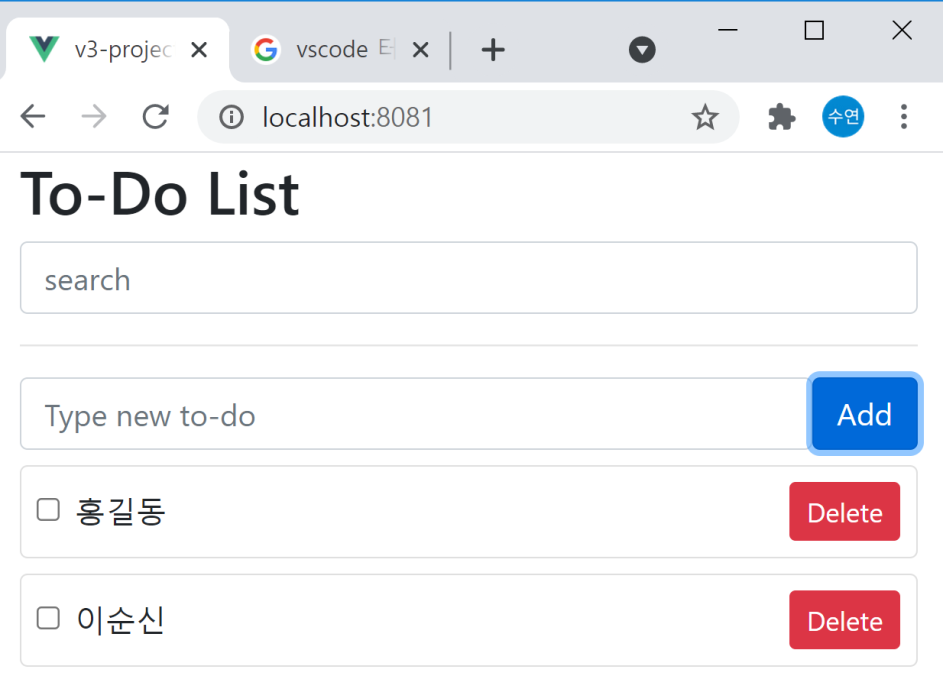 v3-projec
vscode
localhost:8081
수연
To-Do List
search
Type new to-do
Add
홍길동
Delete
이순신
Delete